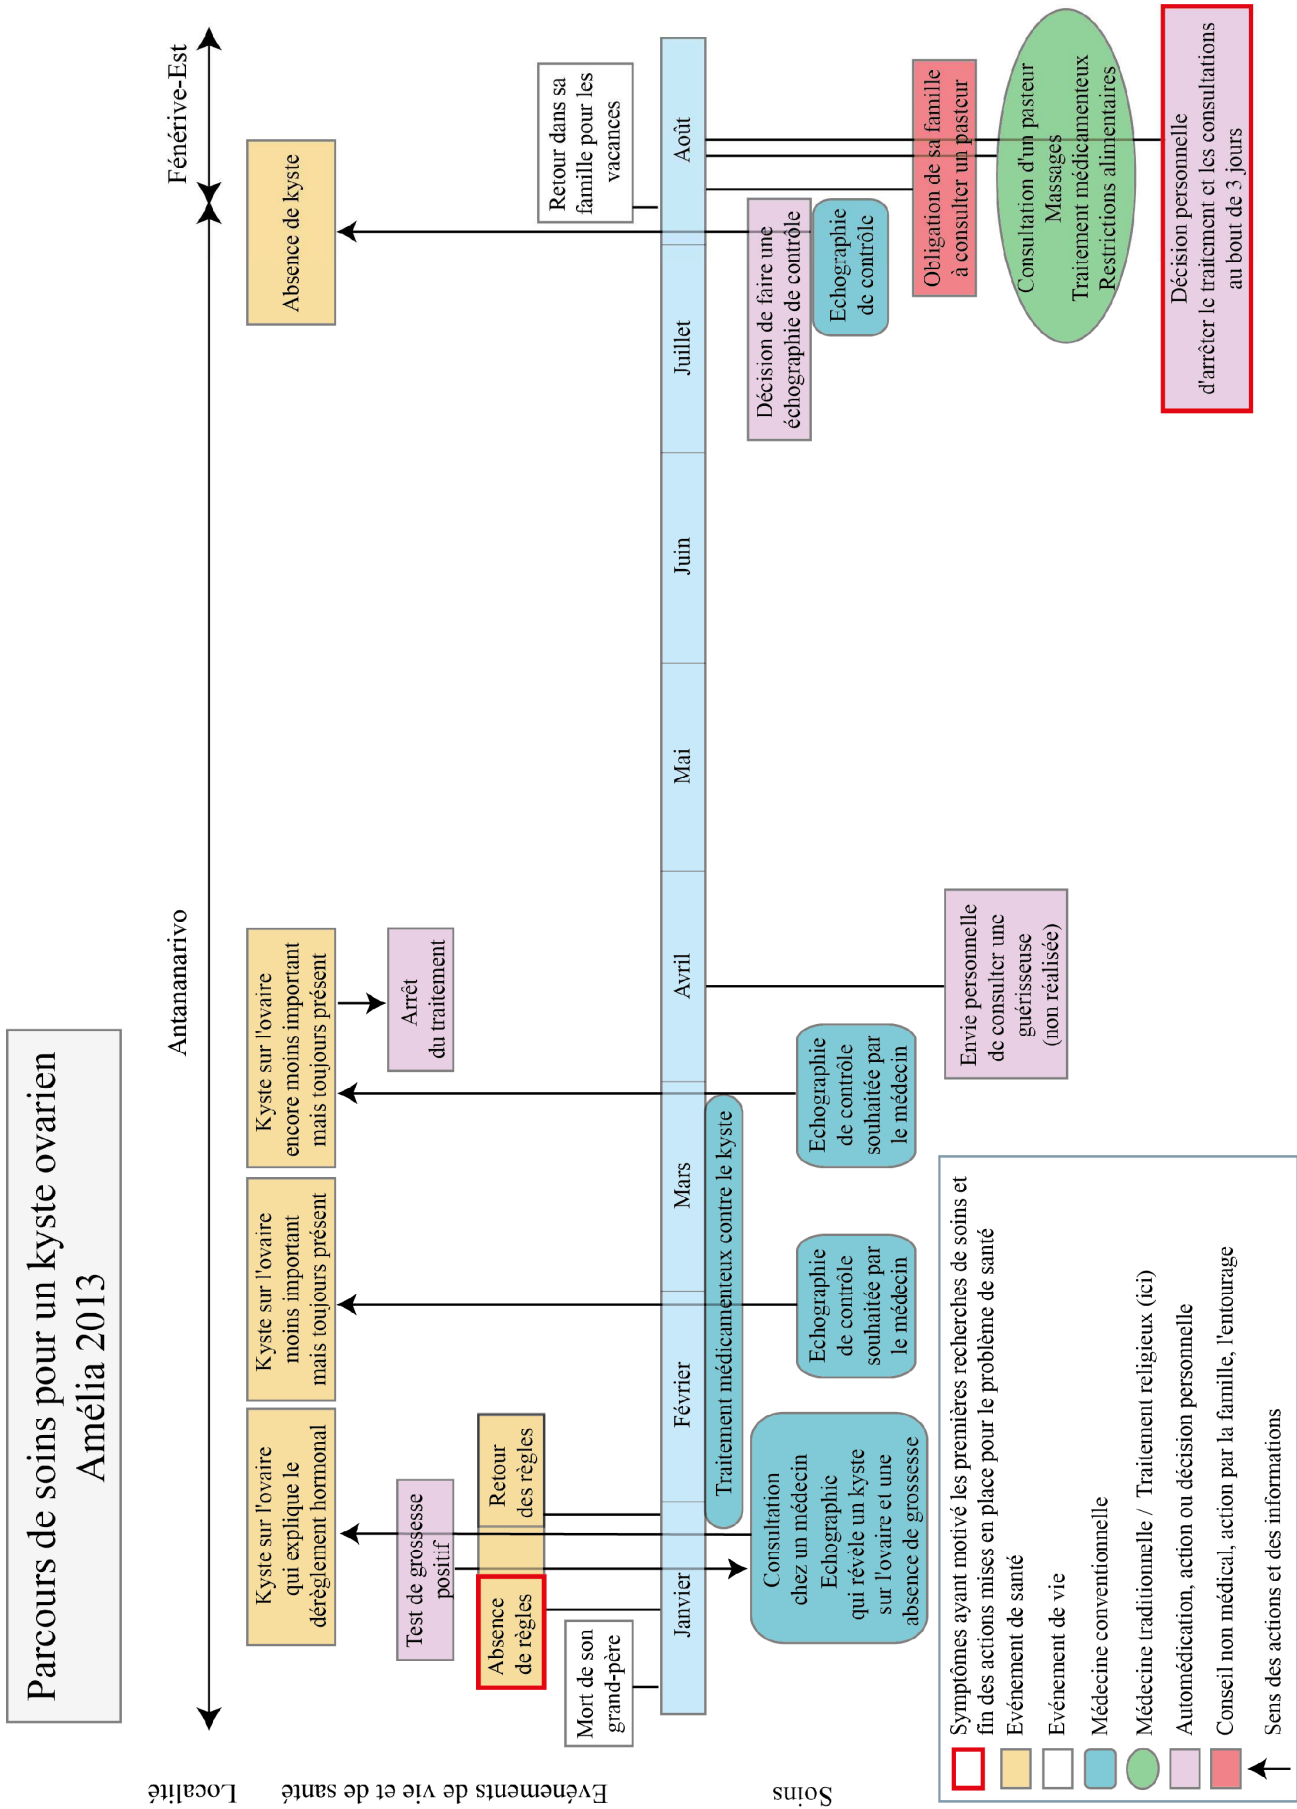 Parcours de soins pour un kyste ovarien
Amélia 2013
Localité
Antananarivo
Fénérive-Est
Evénements de vie et de santé
Kyste sur l'ovaire
qui explique le
dérèglement hormonal
Kyste sur l'ovaire
moins important
mais toujours présent
Kyste sur l'ovaire
encore moins important
mais toujours présent
Absence de kyste
Test de grossesse
positif
Arrêt
du traitement
Absence
de règles
Retour
des règles
Mort de son
grand-père
Retour dans sa
famille pour les
vacances
Janvier
Février
Mars
Avril
Mai
Juin
Juillet
Août
Soins
Traitement médicamenteux contre le kyste
Consultation
chez un médecin
Echographie
qui révèle un kyste
sur l'ovaire et une
absence de grossesse
Echographie
de contrôle
souhaitée par
le médecin
Echographie
de contrôle
souhaitée par
le médecin
Envie personnelle
de consulter une
guérisseuse
(non réalisée)
Décision de faire une
échographie de contrôle
Echographie
de contrôle
Obligation de sa famille
à consulter un pasteur
Consultation d'un pasteur
Massages
Traitement médicamenteux
Restrictions alimentaires
Décision personnelle
d'arrêter le traitement et les consultations
au bout de 3 jours
Symptômes ayant motivé les premières recherches de soins et
fin des actions mises en place pour le problème de santé
Evénement de santé
Evénement de vie
Médecine conventionnelle
Médecine traditionnelle / Traitement religieux (ici)
Automédication, action ou décision personnelle
Conseil non médical, action par la famille, l'entourage
Sens des actions et des informations